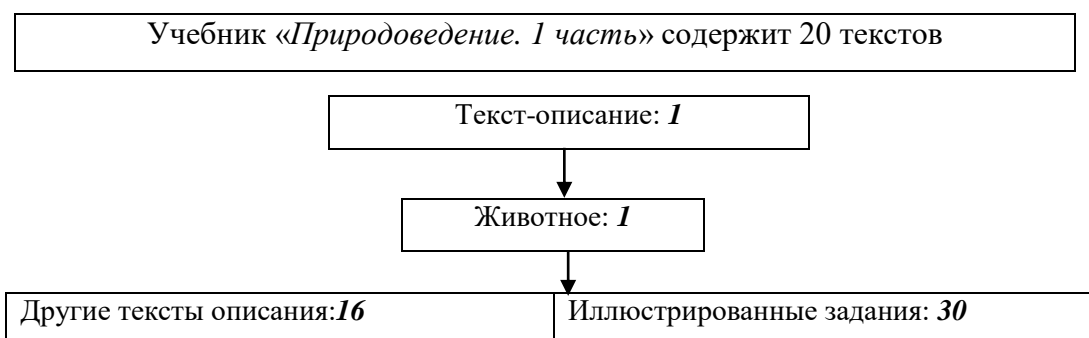 Учебник «Природоведение. 1 часть» содержит 20 текстов
Текст-описание: 1
Животное: 1
Другие тексты описания:16
Иллюстрированные задания: 30